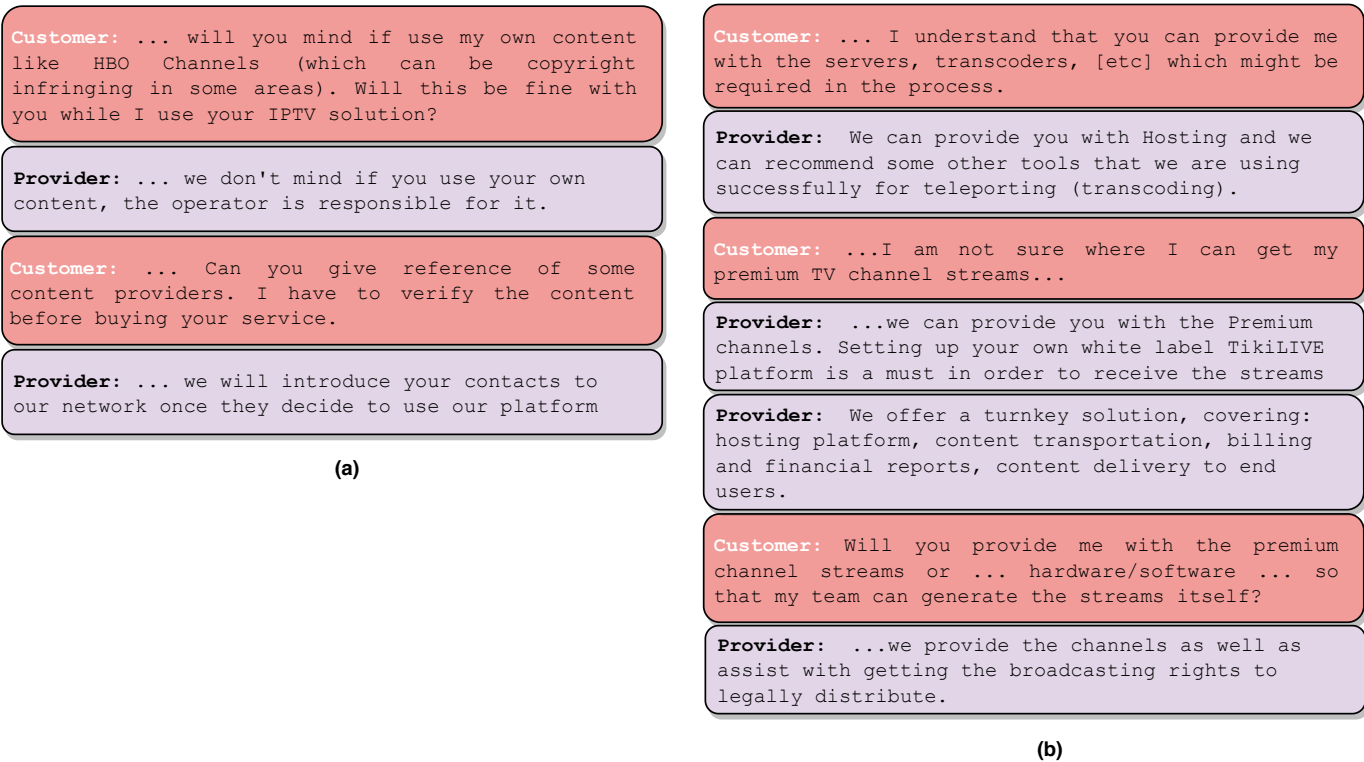 Customer: ... will you mind if use my own content
like HBO Channels (which can be copyright
infringing in some areas). Will this be fine with
you while I use your IPTV solution?
Provider: ... we don't mind if you use your own
content, the operator is responsible for it.
Customer: ... Can you give reference of some
content providers. I have to verify the content
before buying your service.
Provider: ... we will introduce your contacts to
our network once they decide to use our platform
(a)
Customer: ... I understand that you can provide me
with the servers, transcoders, [etc] which might be
required in the process.
Provider: We can provide you with Hosting and we
can recommend some other tools that we are using
successfully for teleporting (transcoding).
Customer: ...I am not sure where I can get my
premium TV channel streams...
Provider: ...we can provide you with the Premium
channels. Setting up your own white label TikiLIVE
platform is a must in order to receive the streams
Provider: We offer a turnkey solution, covering:
hosting platform, content transportation, billing
and financial reports, content delivery to end
users.
Customer: Will you provide me with the premium
channel streams or ... hardware/software ... so
that my team can generate the streams itself?
Provider: ...we provide the channels as well as
assist with getting the broadcasting rights to
legally distribute.
(b)